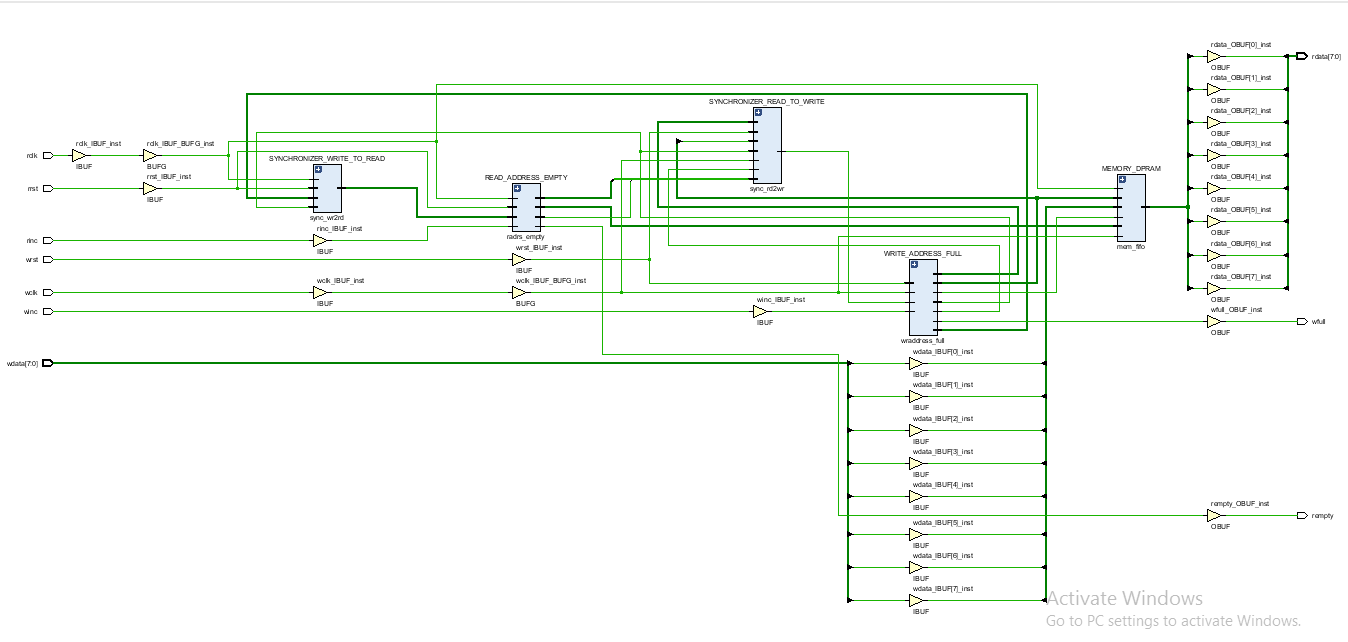 rdata_OBUF[0]_inst
rdata[7:0]
OBUF
rdata_OBUF[1]_inst
OBUF
SYNCHRONIZER_READ_TO_WRITE
rdata_OBUF[2]_inst
OBUF
rclk_IBUF_inst
rclk_IBUF_BUFG_inst
rdata_OBUF[3]_inst
rclk
SYNCHRONIZER_WRITE_TO_READ
IBUF
BUFG
OBUF
MEMORY_DPRAM
rrst_IBUF_inst
READ_ADDRESS_EMPTY
rdata_OBUF[4]_inst
rrst
sync_rd2wr
IBUF
OBUF
rdata_OBUF[5]_inst
sync_wr2rd
rinc_IBUF_inst
radrs_empty
OBUF
rinc
rdata_OBUF[6]_inst
wrst_IBUF_inst
mem_fifo
IBUF
WRITE_ADDRESS_FULL
wrst
OBUF
IBUF
rdata_OBUF[7]_inst
wclk_IBUF_inst
wclk_IBUF_BUFG_inst
wclk
OBUF
IBUF
BUFG
winc_IBUF_inst
winc
wfull_OBUF_inst
IBUF
wfull
OBUF
wraddress_full
wdata_IBUF[0]_inst
wdata[7:0]
IBUF
wdata_IBUF[1]_inst
IBUF
wdata_IBUF[2]_inst
IBUF
wdata_IBUF[3]_inst
IBUF
wdata_IBUF[4]_inst
IBUF
rempty_OBUF_inst
rempty
wdata_IBUF[5]_inst
OBUF
IBUF
wdata_IBUF[6]_inst
IBUF
wdata_IBUF[7]_inst
Activate Windows
IBUF
Go to PC settings to activate Windows.